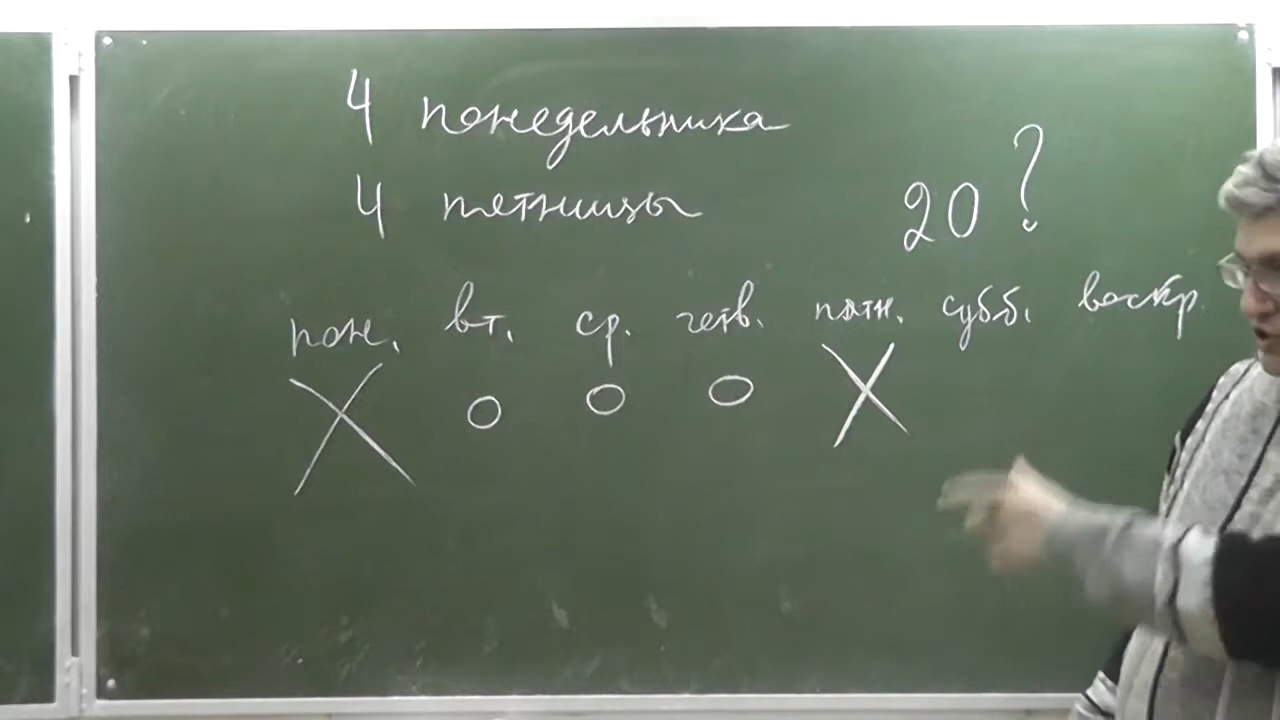 4 понедельника
4 пятницы 20 ?
пон. вт. ср. четв. пятн. субб. воскр.
X O O O X